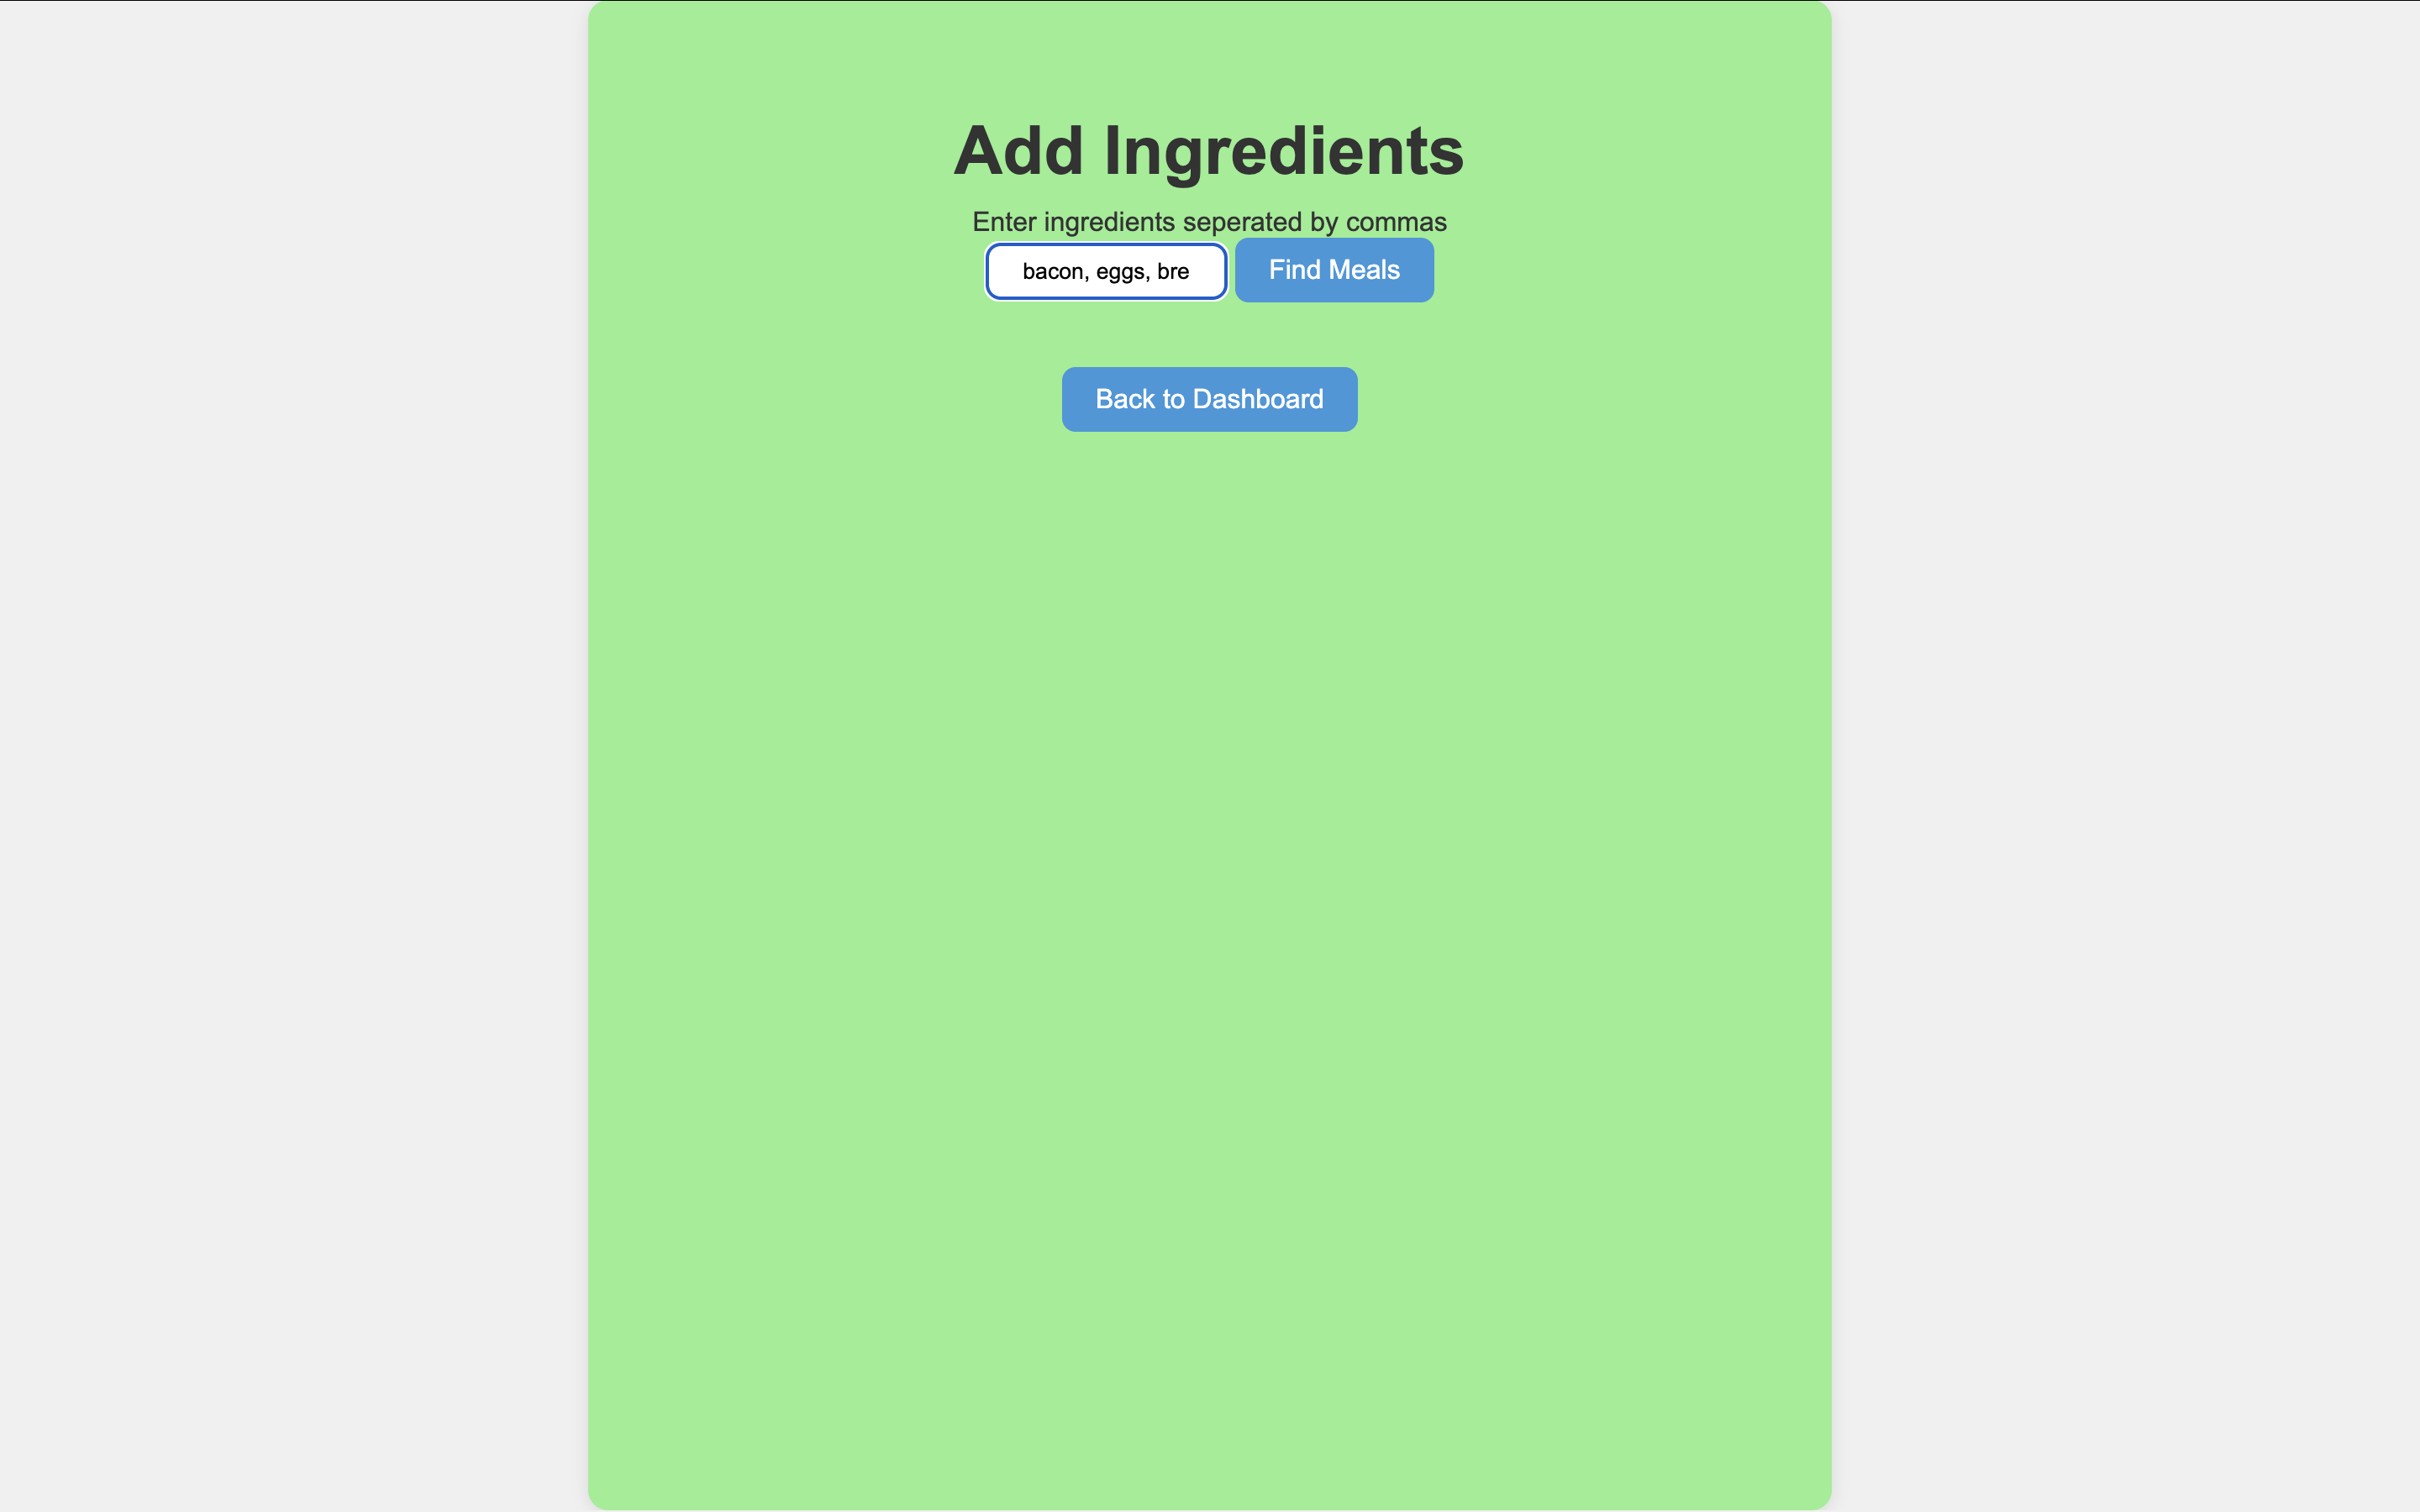 Add Ingredients
Enter ingredients seperated by commas
bacon, eggs, bre Find Meals
Back to Dashboard